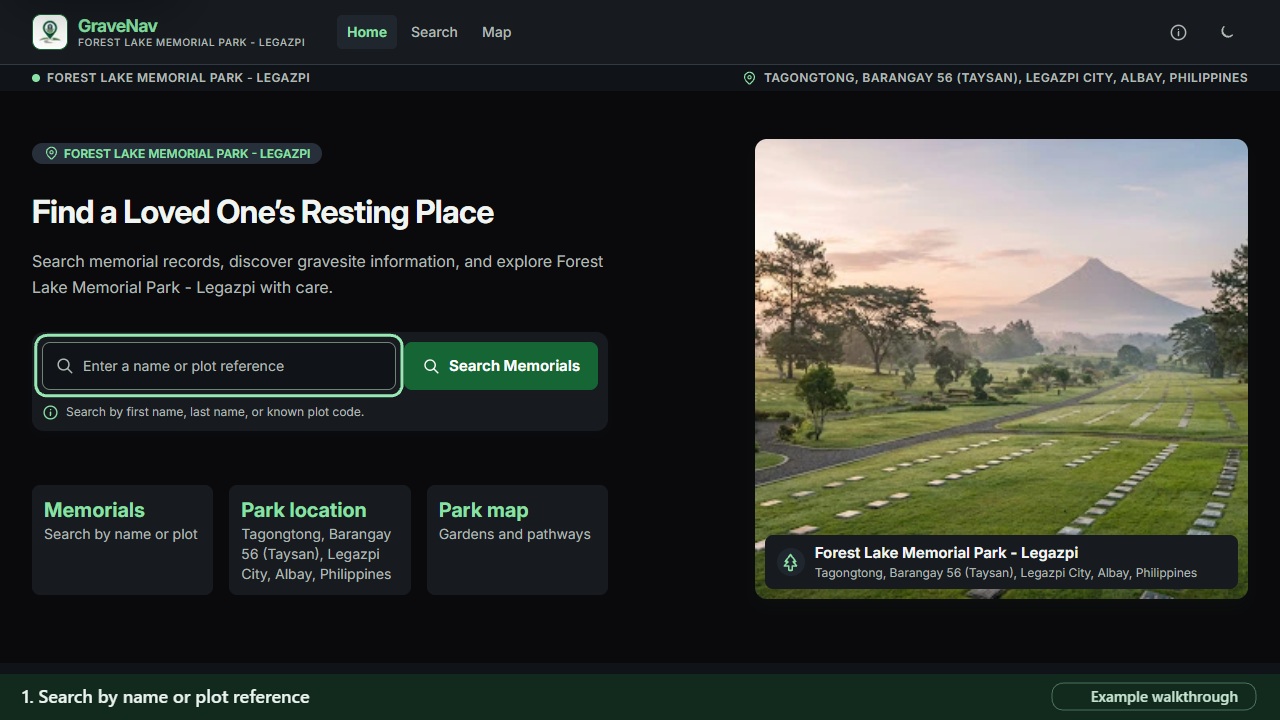 GraveNav
FOREST LAKE MEMORIAL PARK - LEGAZPI
Home
Search
Map
FOREST LAKE MEMORIAL PARK - LEGAZPI
TAGONGTONG, BARANGAY 56 (TAYSAN), LEGAZPI CITY, ALBAY, PHILIPPINES
FOREST LAKE MEMORIAL PARK - LEGAZPI
Find a Loved One’s Resting Place
Search memorial records, discover gravesite information, and explore Forest
Lake Memorial Park - Legazpi with care.
Enter a name or plot reference
Search Memorials
Search by first name, last name, or known plot code.
Memorials
Search by name or plot
Park location
Tagongtong, Barangay
56 (Taysan), Legazpi
City, Albay, Philippines
Park map
Gardens and pathways
Forest Lake Memorial Park - Legazpi
Tagongtong, Barangay 56 (Taysan), Legazpi City, Albay, Philippines
1. Search by name or plot reference
Example walkthrough